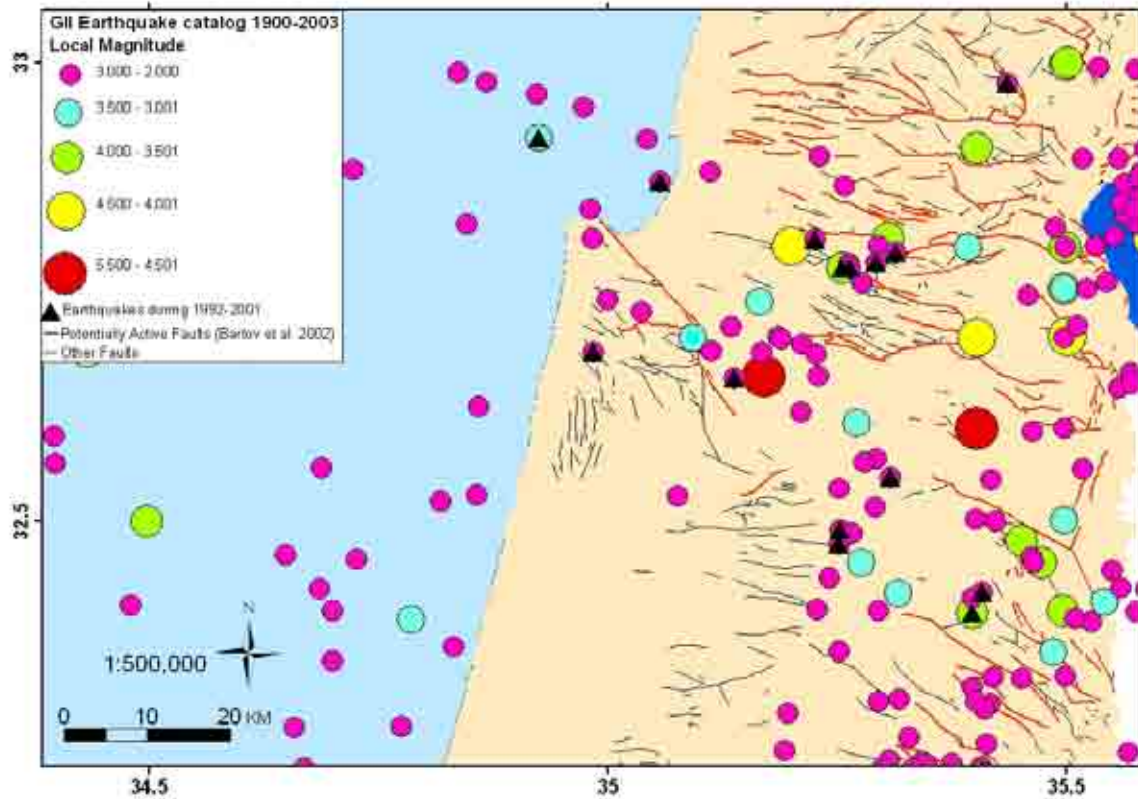 GII Earthquake catalog 1900-2003
Local Magnitude
3.000 - 2.000
3.500 - 3.001
4.000 - 3.501
4.500 - 4.001
5.500 - 4.501
Earthquakes during 1992-2001
Potentially Active Faults (Bartov et al. 2002)
Other Faults
33
32.5
N
1:500,000
0 10 20 KM
34.5 35 35.5